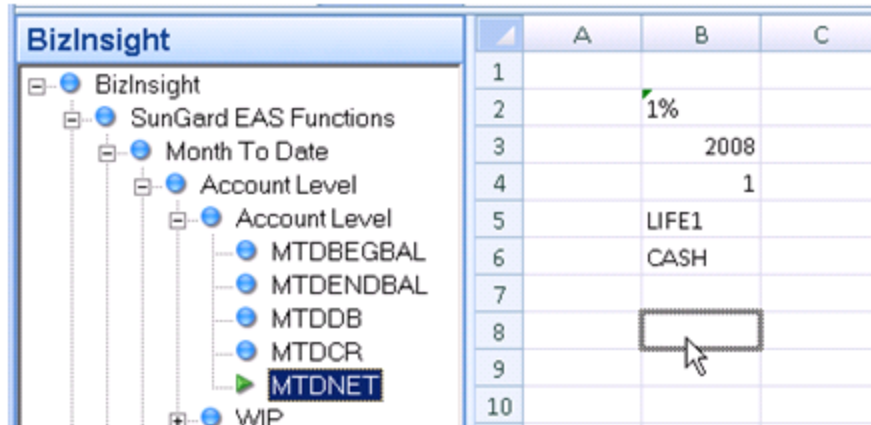 BizInsight
BizInsight
SunGard EAS Functions
Month To Date
Account Level
Account Level
MTDBEGBAL
MTDENDBAL
MTDDB
MTDCR
MTDNET
WIP
A B C
1
2 1%
3 2008
4 1
5 LIFE1
6 CASH
7
8
9
10